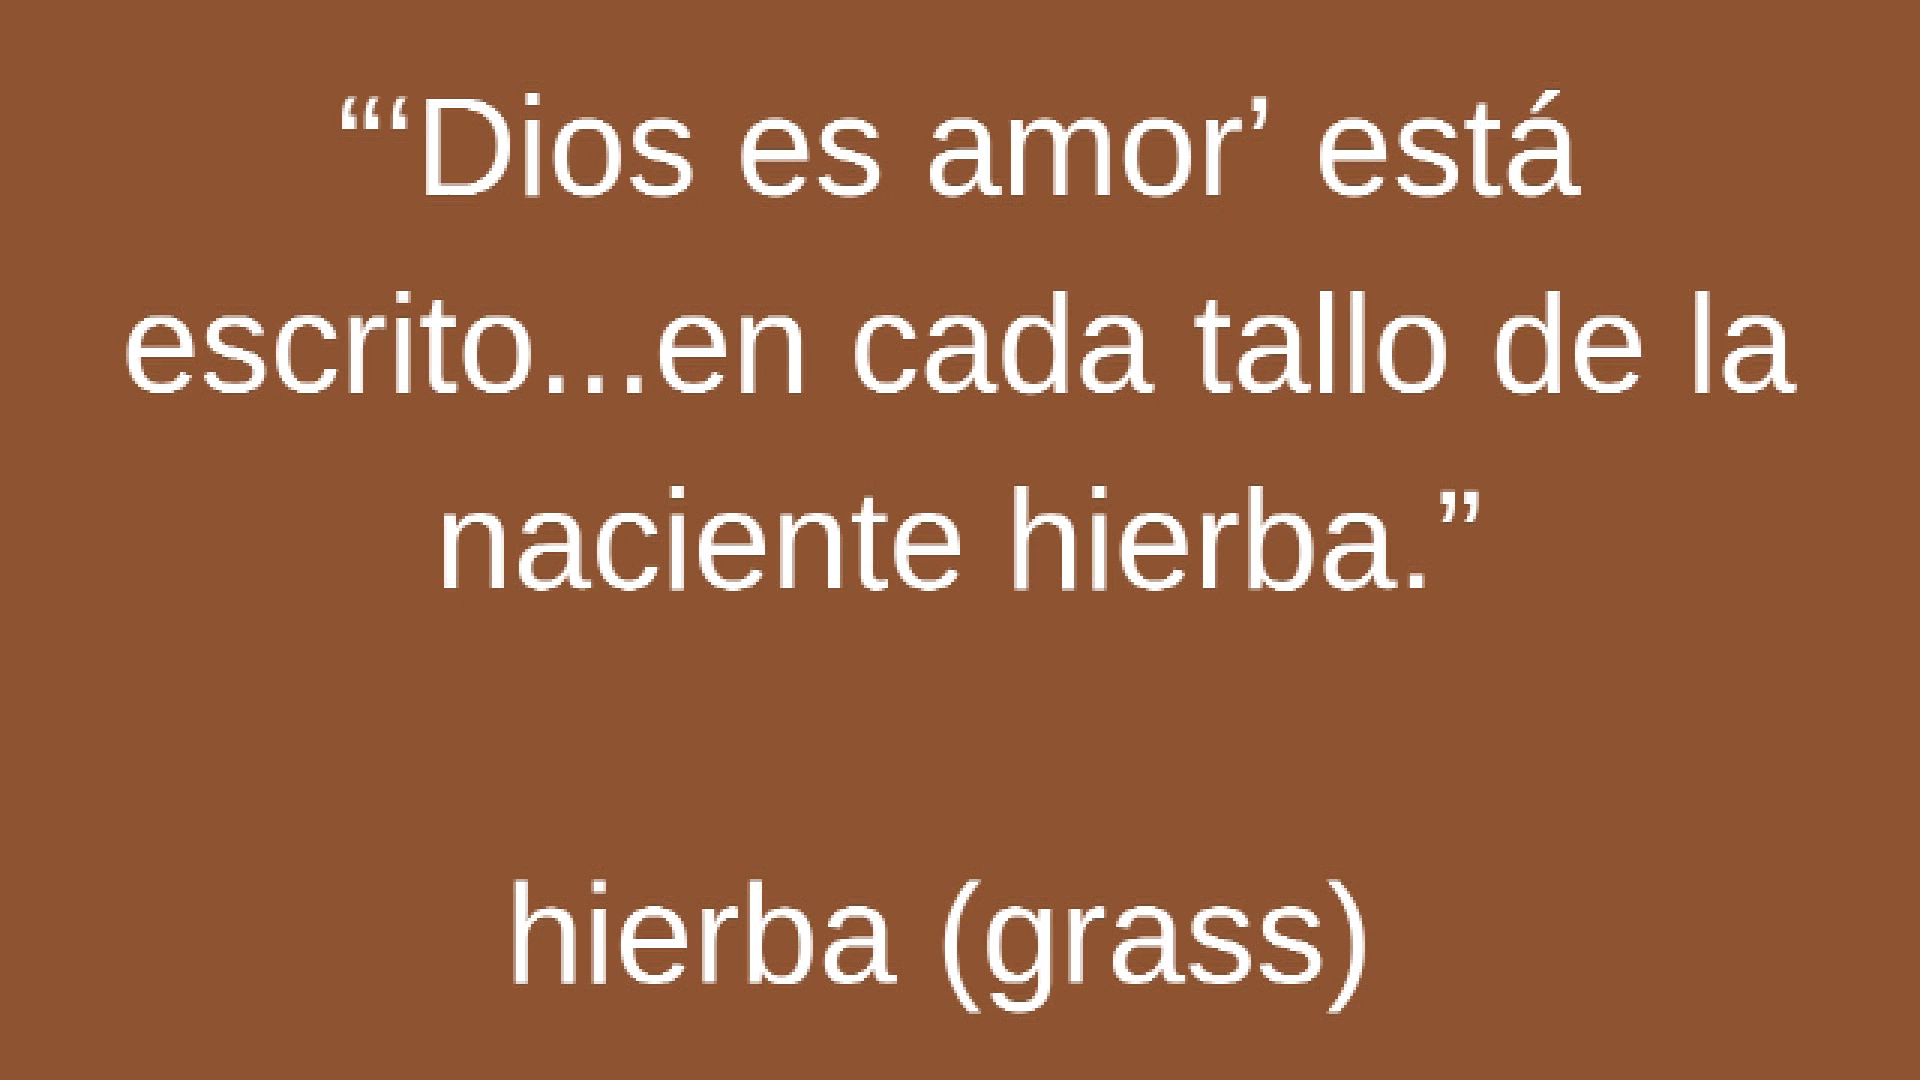 “‘Dios es amor’ está
escrito...en cada tallo de la
naciente hierba.”
hierba (grass)